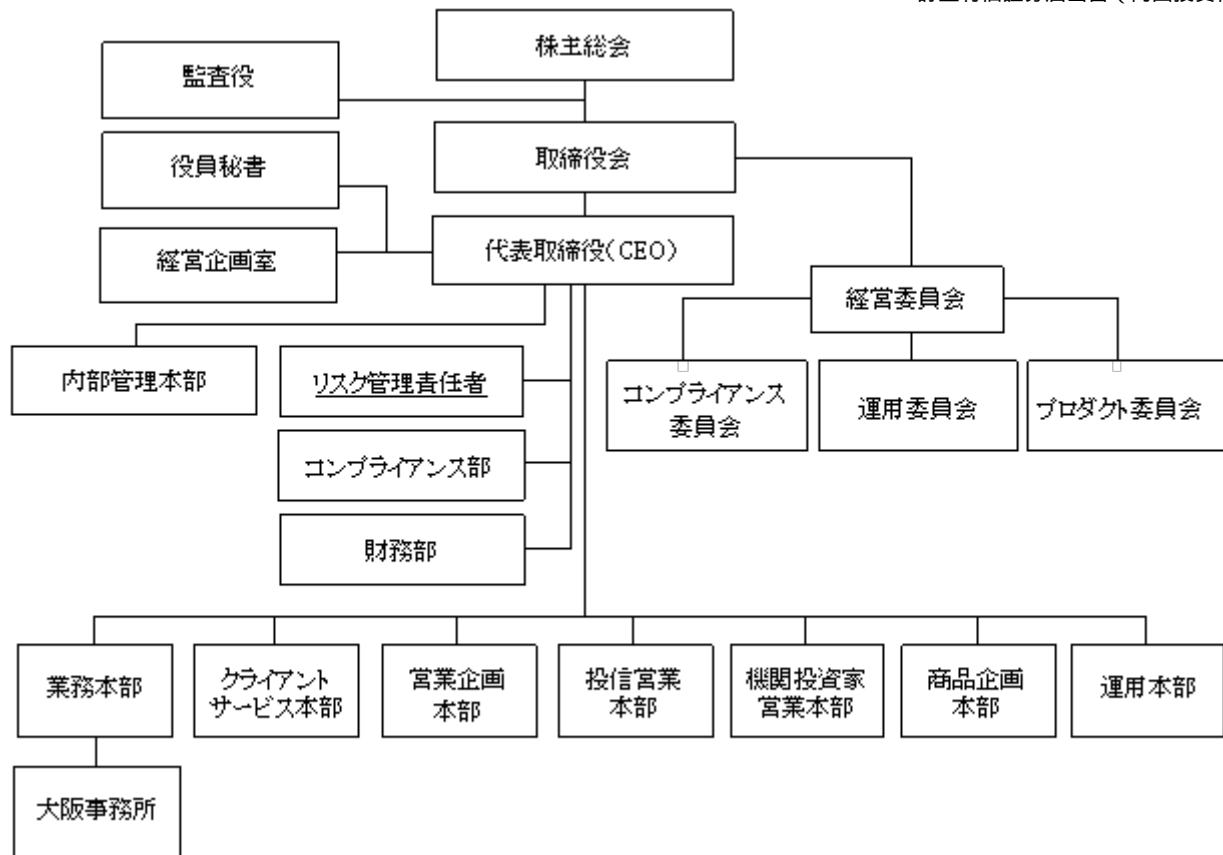 株主総会
監査役
取締役会
役員秘書
代表取締役(CEO)
経営企画室
経営委員会
内部管理本部
リスク管理責任者
コンプライアンス
委員会
運用委員会
プロダクト委員会
コンプライアンス部
財務部
業務本部
クライアント
サービス本部
営業企画
本部
投信営業
本部
機関投資家
営業本部
商品企画
本部
運用本部
大阪事務所